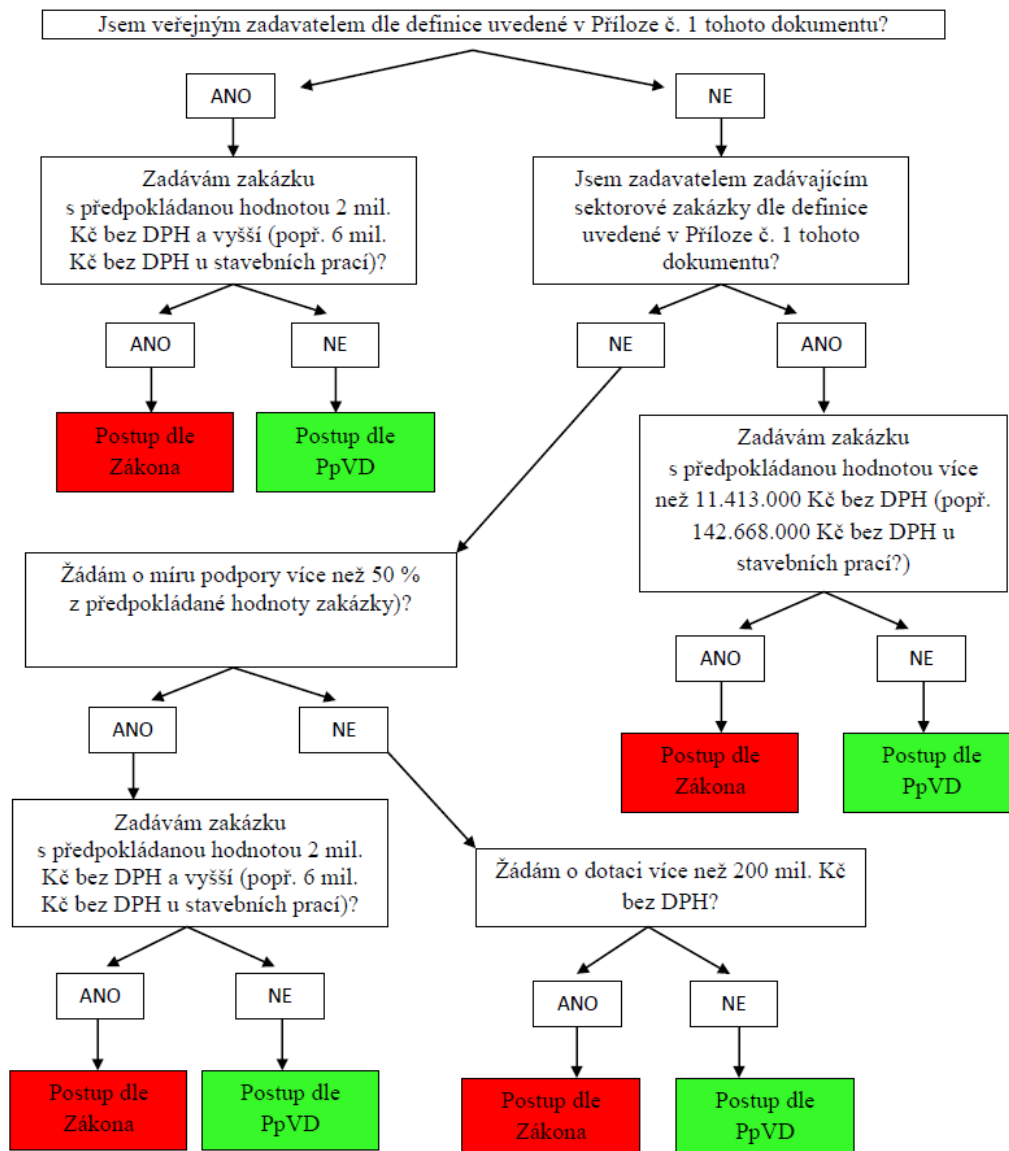 Jsem veřejným zadavatelem dle definice uvedené v Příloze č. 1 tohoto dokumentu?
ANO
NE
Zadávám zakázku
s předpokládanou hodnotou 2 mil.
Kč bez DPH a vyšší (popř. 6 mil.
Kč bez DPH u stavebních prací)?
Jsem zadavatelem zadávajícím
sektorové zakázky dle definice
uvedené v Příloze č. 1 tohoto
dokumentu?
ANO
NE
NE
ANO
Postup dle
Zákona
Postup dle
PpVD
Zadávám zakázku
s předpokládanou hodnotou více
než 11.413.000 Kč bez DPH (popř.
142.668.000 Kč bez DPH u
stavebních prací?)
Žádám o míru podpory více než 50 %
z předpokládané hodnoty zakázky)?
ANO
NE
ANO
NE
Postup dle
Zákona
Postup dle
PpVD
Zadávám zakázku
s předpokládanou hodnotou 2 mil.
Kč bez DPH a vyšší (popř. 6 mil.
Kč bez DPH u stavebních prací)?
Žádám o dotaci více než 200 mil. Kč
bez DPH?
ANO
NE
ANO
NE
Postup dle
Zákona
Postup dle
PpVD
Postup dle
Zákona
Postup dle
PpVD